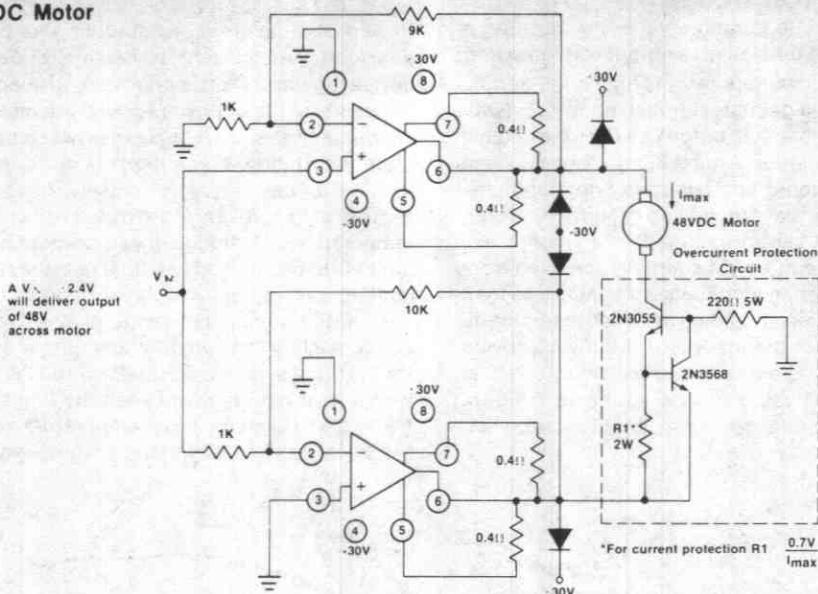 DC Motor
9K
·30V
·30V
1
8
1K
2
7
0.4Ω
3
6
Imax
4
5
-30V
0.4Ω
48VDC Motor
-30V
Overcurrent Protection
Circuit
A V 2.4V
will deliver output
of 48V
across motor
10K
2N3055
220Ω 5W
2N3568
·30V
1
8
1K
2
7
0.4Ω
R1*
2W
3
6
4
5
-30V
0.4Ω
*For current protection R1 0.7V
Imax
·30V